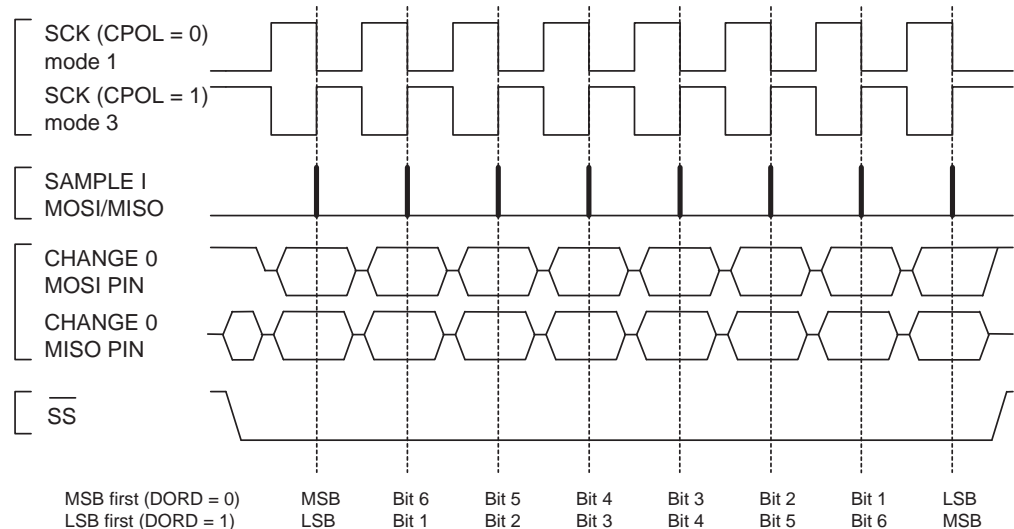 SCK (CPOL = 0)
mode 1
SCK (CPOL = 1)
mode 3
SAMPLE I
MOSI/MISO
CHANGE 0
MOSI PIN
CHANGE 0
MISO PIN
SS
MSB first (DORD = 0) MSB Bit 6 Bit 5 Bit 4 Bit 3 Bit 2 Bit 1 LSB
LSB first (DORD = 1) LSB Bit 1 Bit 2 Bit 3 Bit 4 Bit 5 Bit 6 MSB